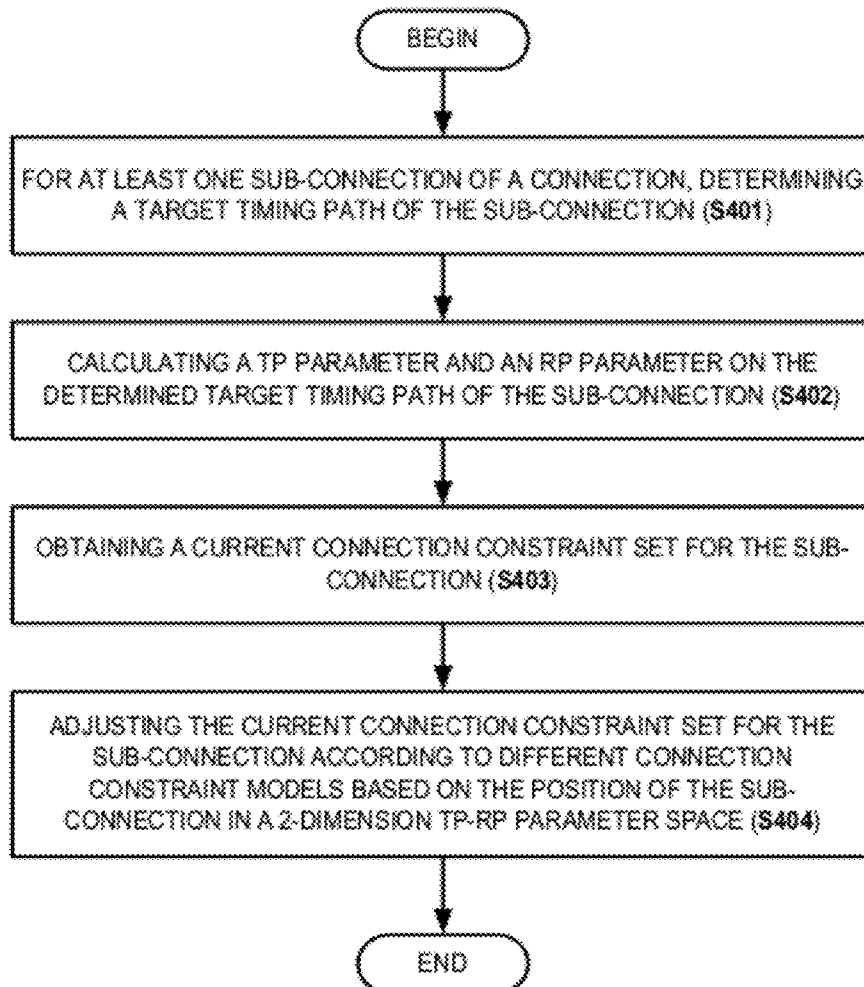 BEGIN
FOR AT LEAST ONE SUB-CONNECTION OF A CONNECTION, DETERMINING
A TARGET TIMING PATH OF THE SUB-CONNECTION (S401)
CALCULATING A TP PARAMETER AND AN RP PARAMETER ON THE
DETERMINED TARGET TIMING PATH OF THE SUB-CONNECTION (S402)
OBTAINING A CURRENT CONNECTION CONSTRAINT SET FOR THE SUB-
CONNECTION (S403)
ADJUSTING THE CURRENT CONNECTION CONSTRAINT SET FOR THE
SUB-CONNECTION ACCORDING TO DIFFERENT CONNECTION
CONSTRAINT MODELS BASED ON THE POSITION OF THE SUB-
CONNECTION IN A 2-DIMENSION TP-RP PARAMETER SPACE (S404)
END